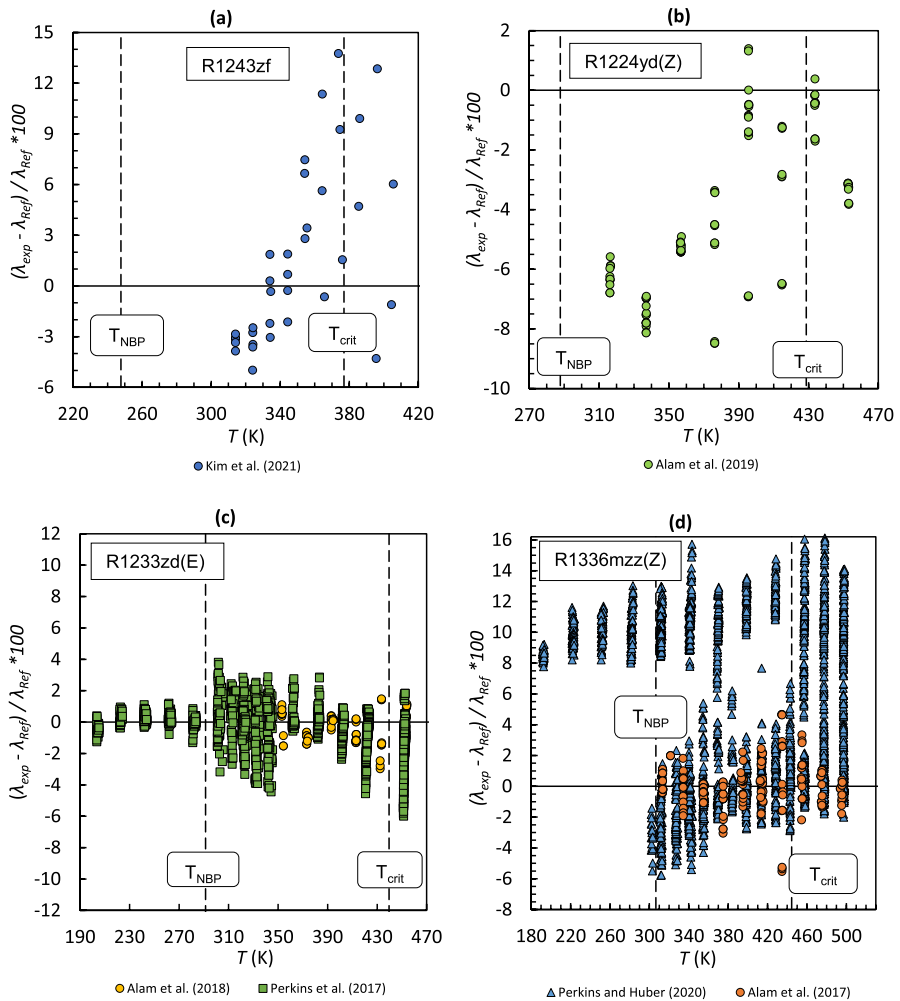 (a)
R1243zf
(λexp - λRef) / λRef *100
15
12
9
6
3
0
-3
-6
TNBP
Tcrit
220
260
300
340
380
420
T (K)
Kim et al. (2021)
(b)
R1224yd(Z)
(λexp - λRef) / λRef *100
2
0
-2
-4
-6
-8
-10
TNBP
Tcrit
270
310
350
390
430
470
T (K)
Alam et al. (2019)
(c)
R1233zd(E)
(λexp - λRef) / λRef *100
12
10
8
6
4
2
0
-2
-4
-6
-8
-10
-12
TNBP
Tcrit
190
230
270
310
350
390
430
470
T (K)
Alam et al. (2018)
Perkins et al. (2017)
(d)
R1336mzz(Z)
(λexp - λRef) / λRef *100
16
14
12
10
8
6
4
2
0
-2
-4
-6
-8
TNBP
Tcrit
180
220
260
300
340
380
420
460
500
T (K)
Perkins and Huber (2020)
Alam et al. (2017)